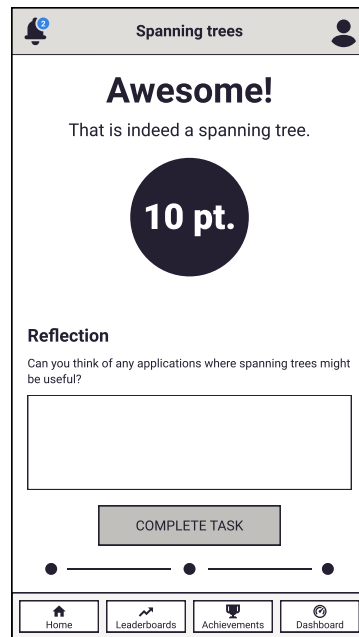 2
Spanning trees
Awesome!
That is indeed a spanning tree.
10 pt.
Reflection
Can you think of any applications where spanning trees might
be useful?
COMPLETE TASK
Home
Leaderboards
Achievements
Dashboard